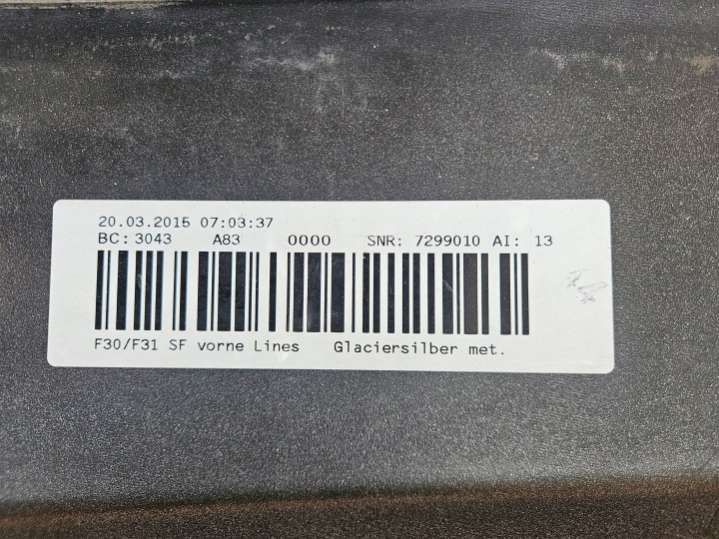 20.03.2015 07:03:37
BC: 3043 A83 0000 SNR: 7299010 AI: 13
F30/F31 SF vorne Lines Glaciersilber met.